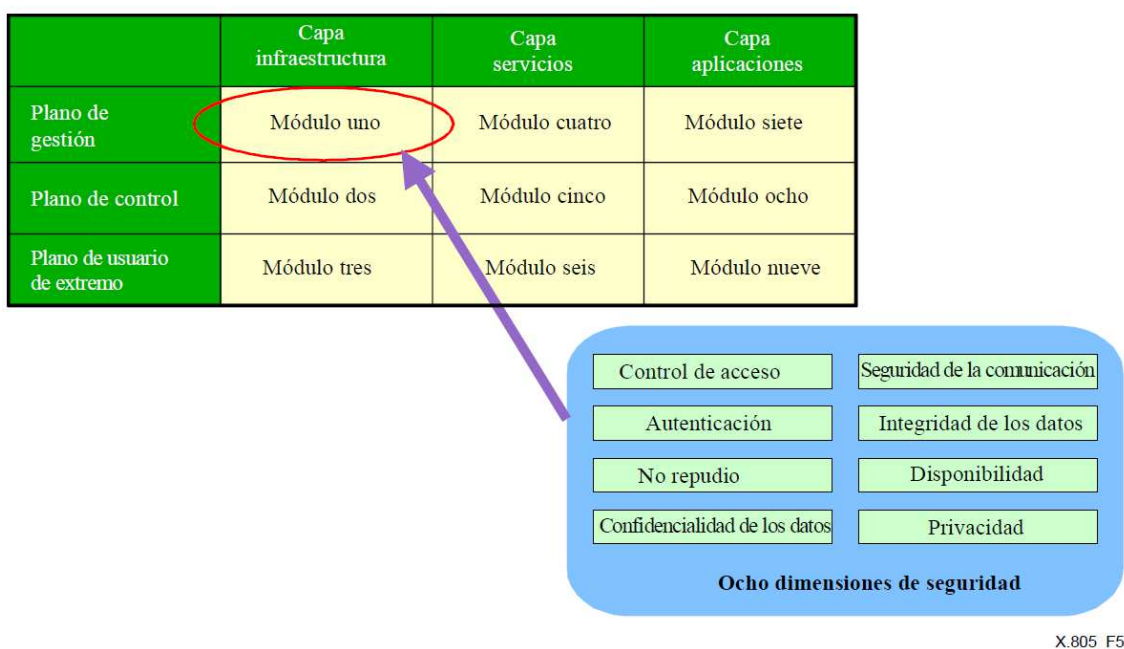 Capa
infraestructura
Capa
servicios
Capa
aplicaciones
Plano de
gestión
Módulo uno
Módulo cuatro
Módulo siete
Plano de control
Módulo dos
Módulo cinco
Módulo ocho
Plano de usuario
de extremo
Módulo tres
Módulo seis
Módulo nueve
Control de acceso
Seguridad de la comunicación
Autenticación
Integridad de los datos
No repudio
Disponibilidad
Confidencialidad de los datos
Privacidad
Ocho dimensiones de seguridad
X.805_F5